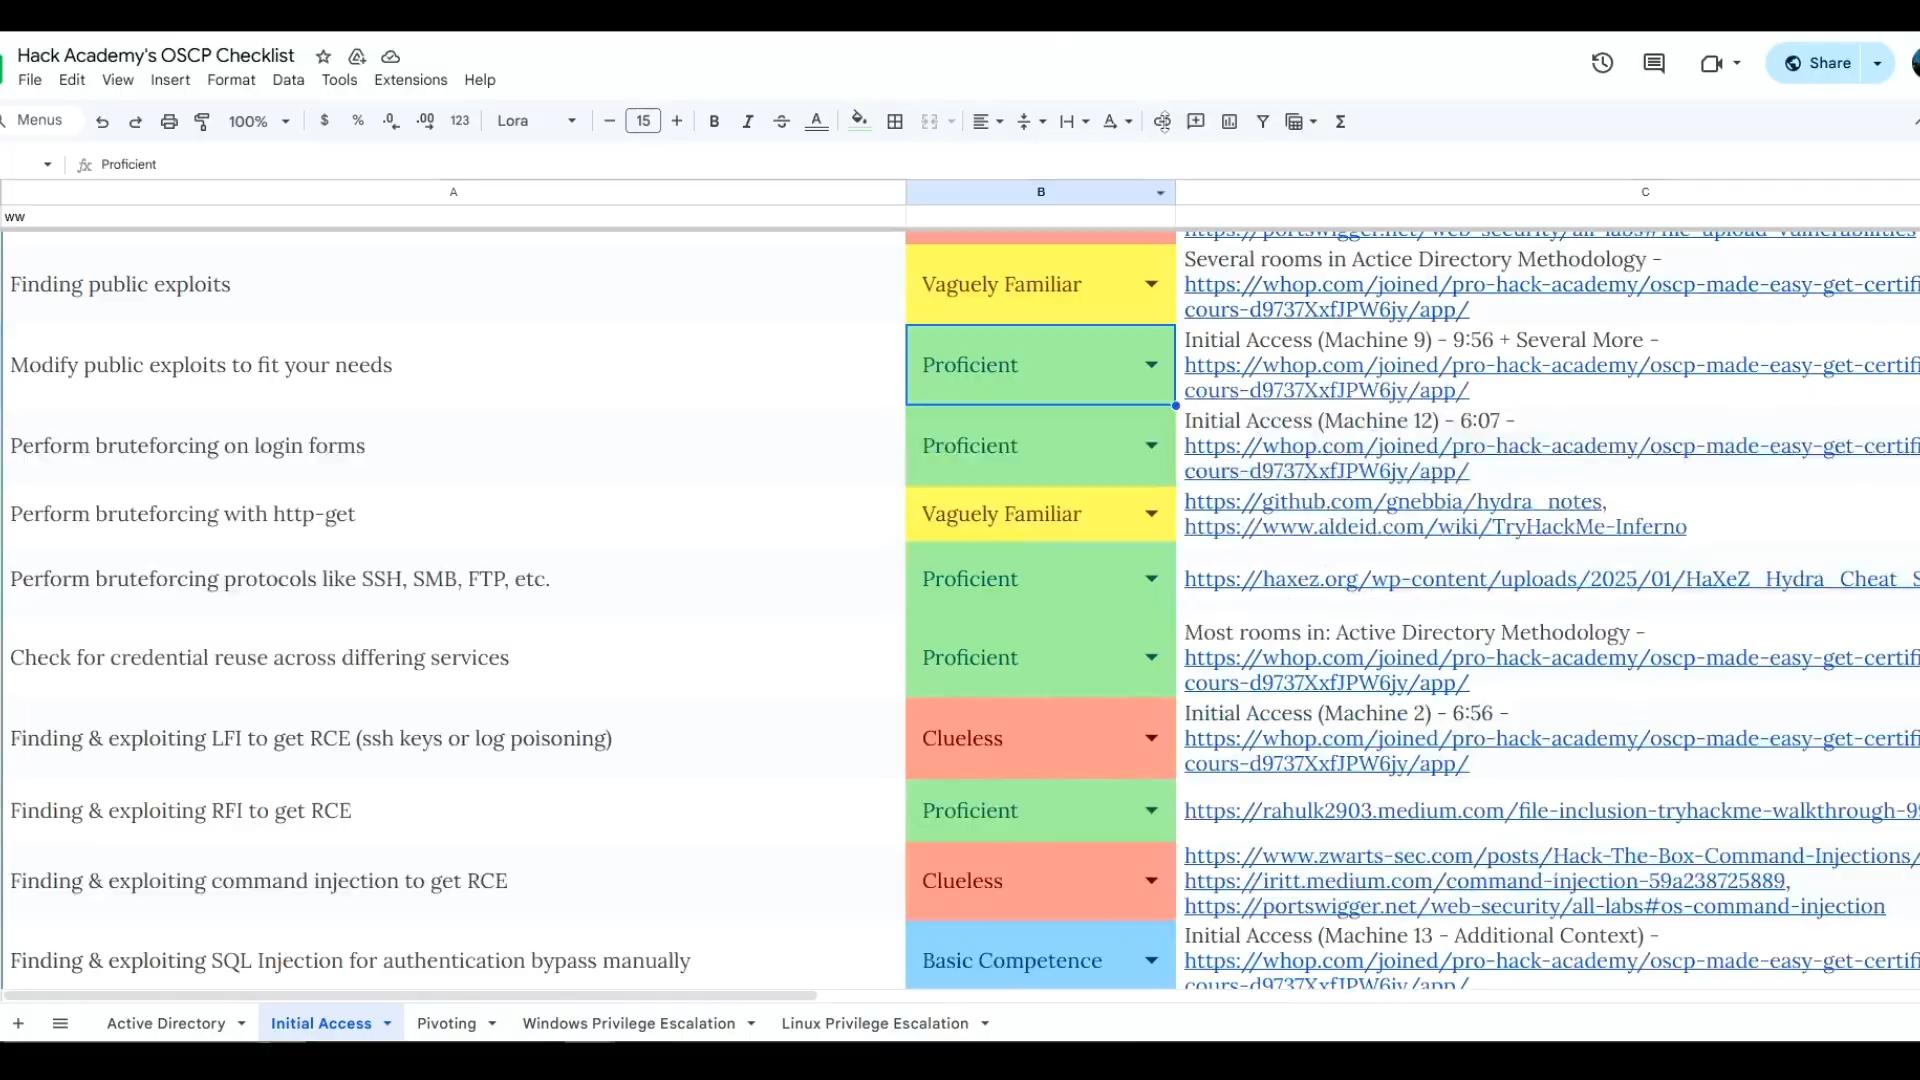 Hack Academy's OSCP Checklist
File Edit View Insert Format Data Tools Extensions Help
Share
Menus 100% $ % .0 .00 123 Lora 15 B I S A Σ
fx Proficient
A B C
ww
https://portswigger.net/web-security/all-labs#file-upload-vulnerabilities
Finding public exploits
Vaguely Familiar
Several rooms in Actice Directory Methodology -
https://whop.com/joined/pro-hack-academy/oscp-made-easy-get-certifi
cours-d9737XxfJPW6jy/app/
Modify public exploits to fit your needs
Proficient
Initial Access (Machine 9) - 9:56 + Several More -
https://whop.com/joined/pro-hack-academy/oscp-made-easy-get-certifi
cours-d9737XxfJPW6jy/app/
Perform bruteforcing on login forms
Proficient
Initial Access (Machine 12) - 6:07 -
https://whop.com/joined/pro-hack-academy/oscp-made-easy-get-certifi
cours-d9737XxfJPW6jy/app/
Perform bruteforcing with http-get
Vaguely Familiar
https://github.com/gnebbia/hydra_notes,
https://www.aldeid.com/wiki/TryHackMe-Inferno
Perform bruteforcing protocols like SSH, SMB, FTP, etc.
Proficient
https://haxez.org/wp-content/uploads/2025/01/HaXeZ_Hydra_Cheat_S
Check for credential reuse across differing services
Proficient
Most rooms in: Active Directory Methodology -
https://whop.com/joined/pro-hack-academy/oscp-made-easy-get-certifi
cours-d9737XxfJPW6jy/app/
Finding & exploiting LFI to get RCE (ssh keys or log poisoning)
Clueless
Initial Access (Machine 2) - 6:56 -
https://whop.com/joined/pro-hack-academy/oscp-made-easy-get-certifi
cours-d9737XxfJPW6jy/app/
Finding & exploiting RFI to get RCE
Proficient
https://rahulk2903.medium.com/file-inclusion-tryhackme-walkthrough-99
Finding & exploiting command injection to get RCE
Clueless
https://www.zwarts-sec.com/posts/Hack-The-Box-Command-Injections/
https://iritt.medium.com/command-injection-59a238725889,
https://portswigger.net/web-security/all-labs#os-command-injection
Finding & exploiting SQL Injection for authentication bypass manually
Basic Competence
Initial Access (Machine 13 - Additional Context) -
https://whop.com/joined/pro-hack-academy/oscp-made-easy-get-certifi
cours-d9737XxfJPW6jy/app/
Active Directory Initial Access Pivoting Windows Privilege Escalation Linux Privilege Escalation